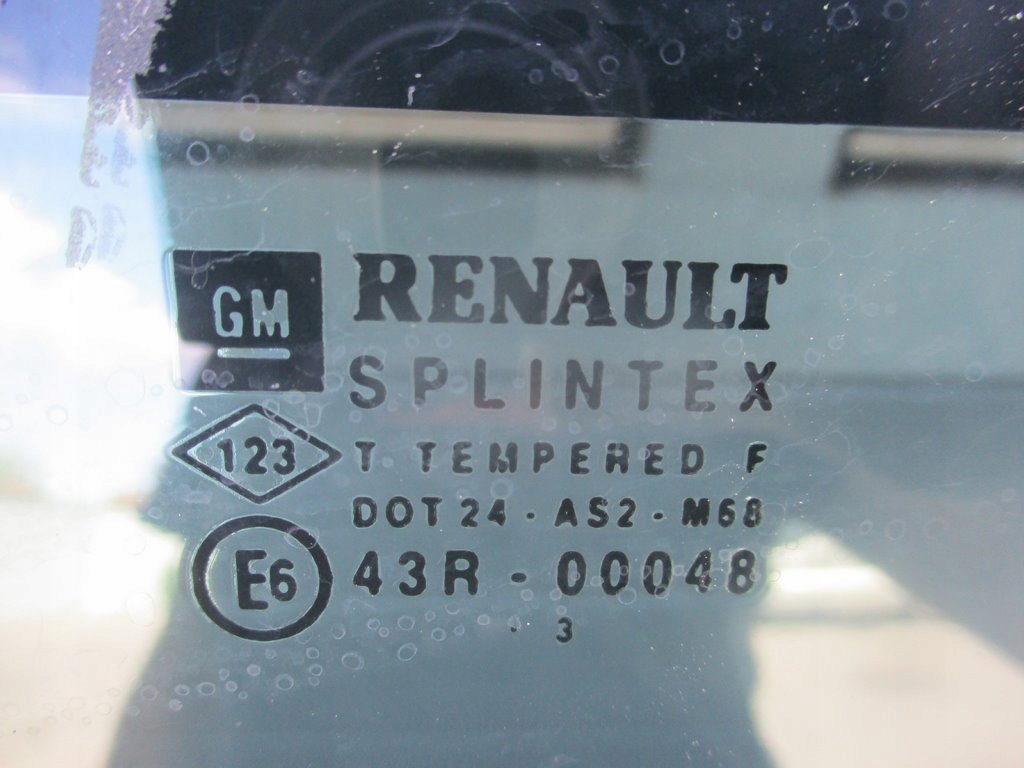 GM RENAULT
SPLINTEX
123 T TEMPERED F
DOT 24 · AS2 · M68
E6 43R - 00048
· 3